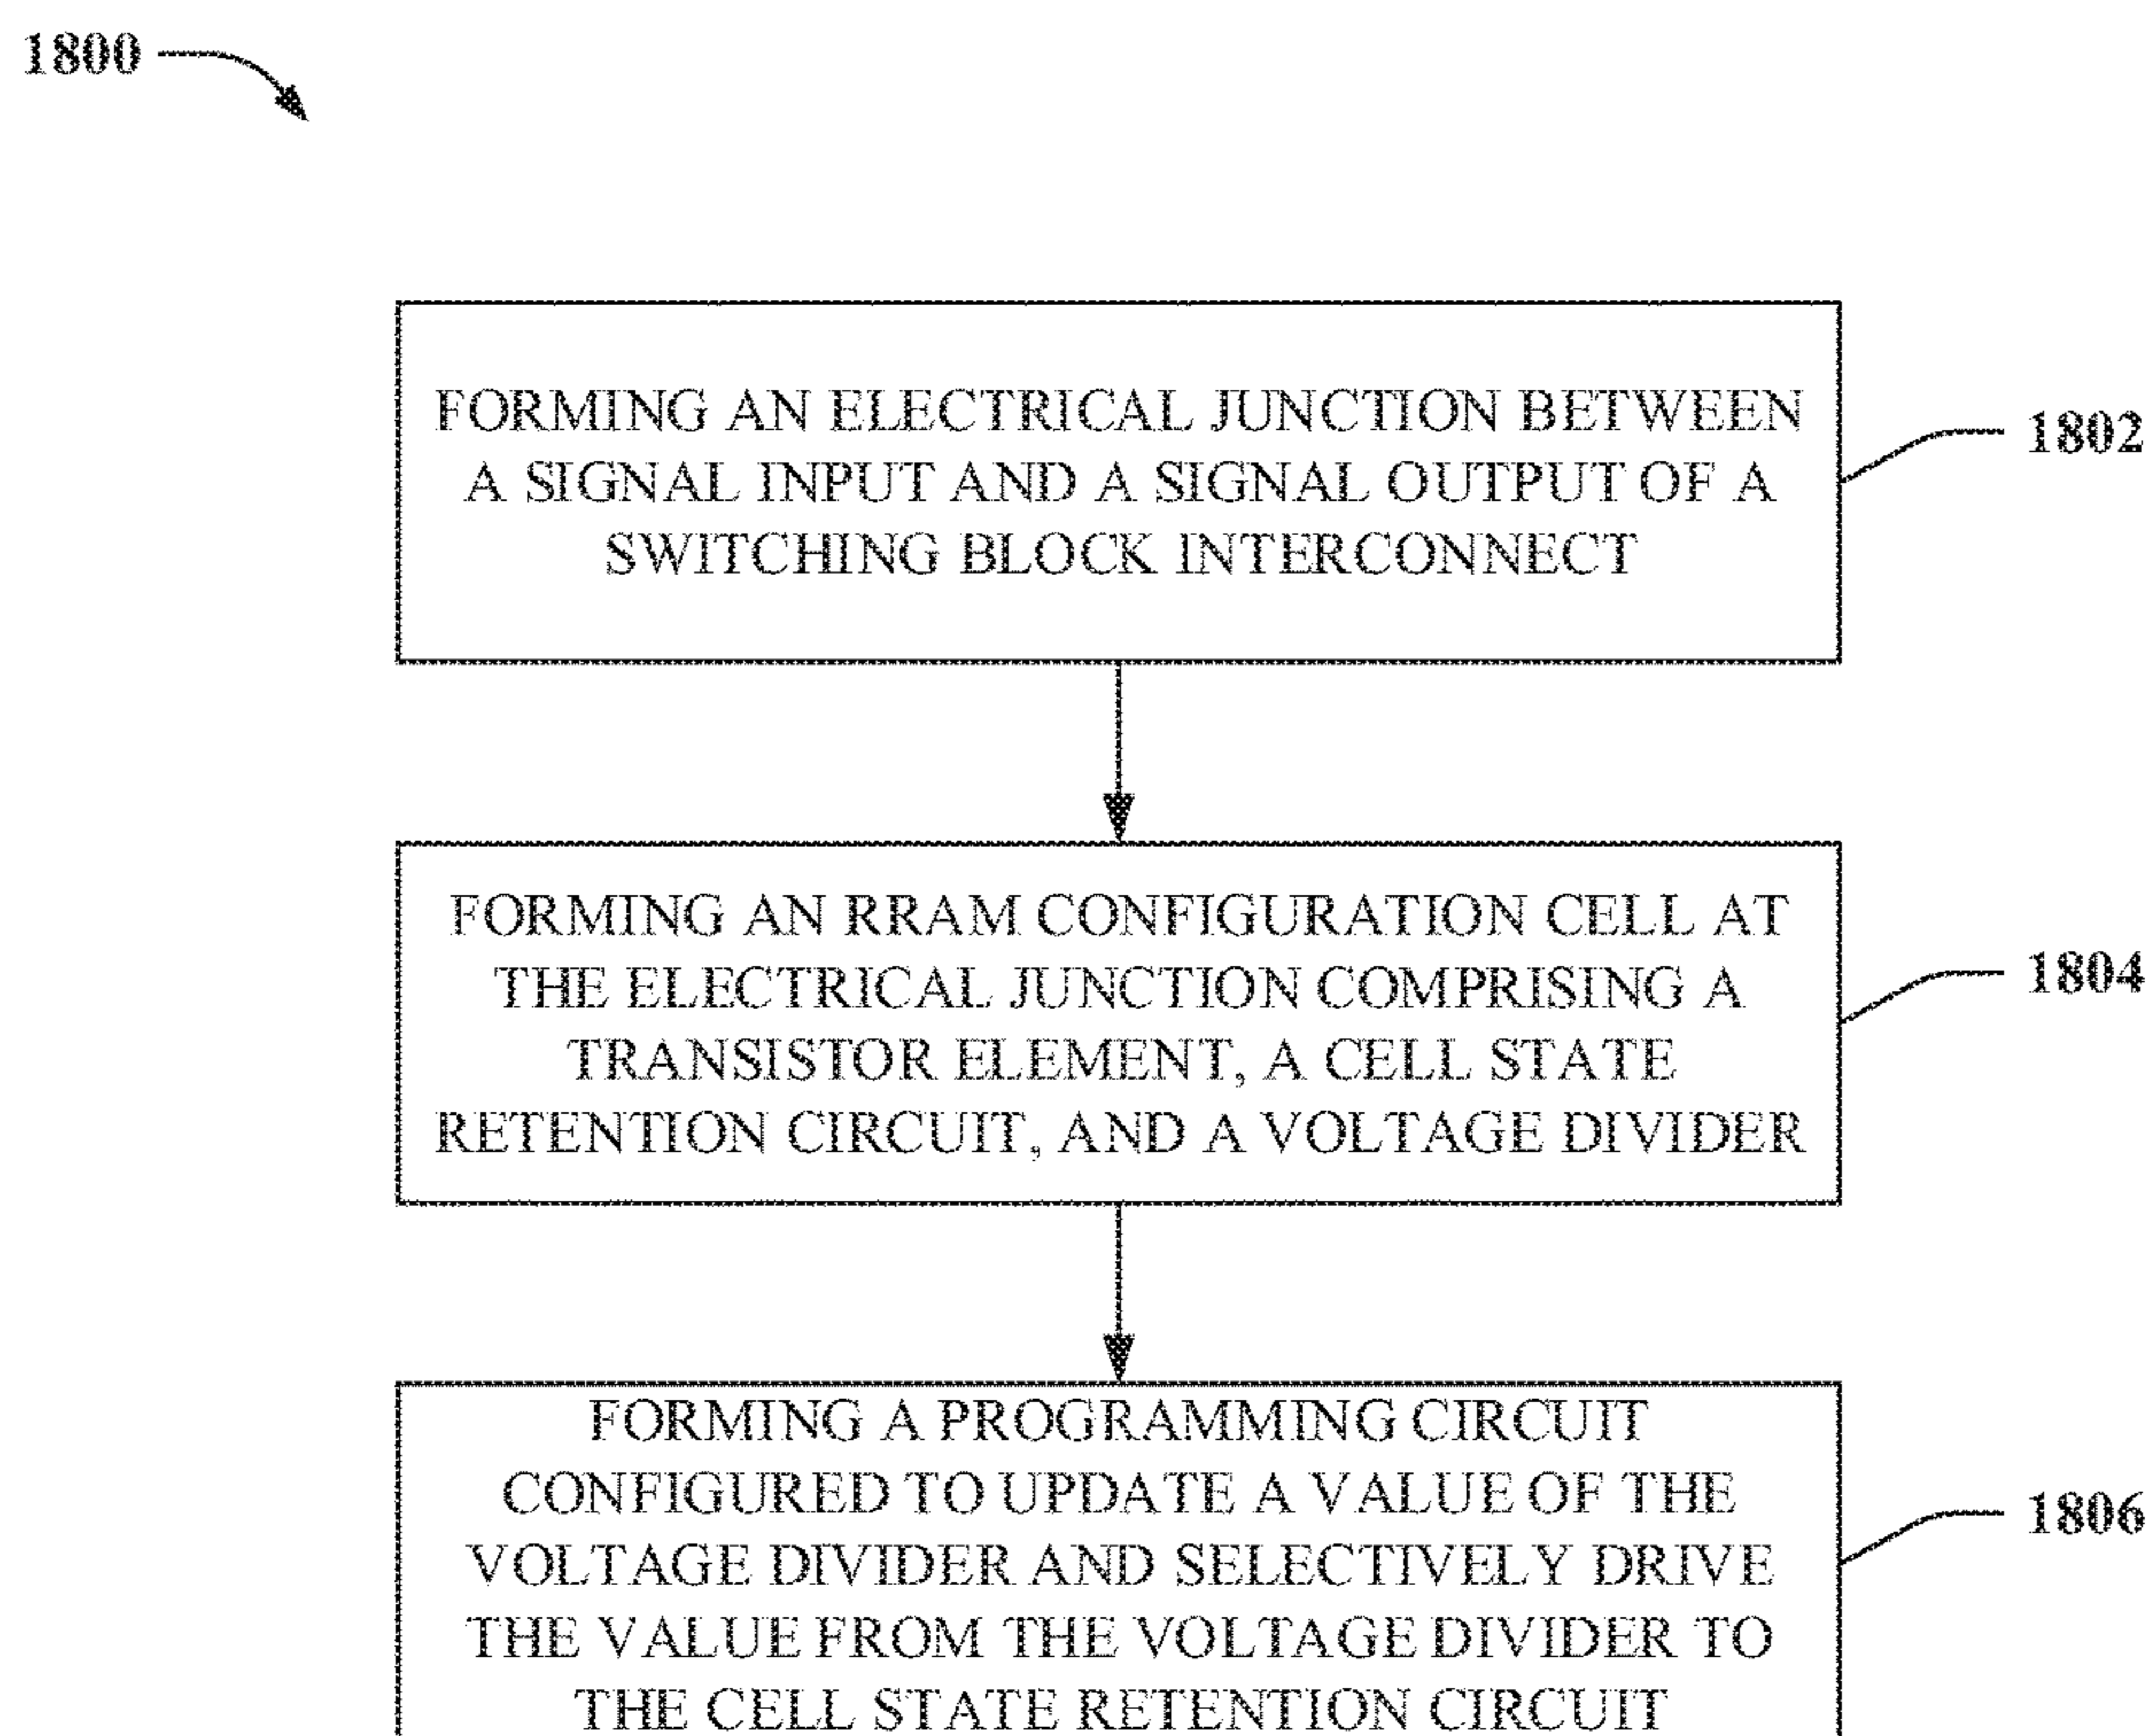 1800
FORMING AN ELECTRICAL JUNCTION BETWEEN
A SIGNAL INPUT AND A SIGNAL OUTPUT OF A
SWITCHING BLOCK INTERCONNECT
1802
FORMING AN RRAM CONFIGURATION CELL AT
THE ELECTRICAL JUNCTION COMPRISING A
TRANSISTOR ELEMENT, A CELL STATE
RETENTION CIRCUIT, AND A VOLTAGE DIVIDER
1804
FORMING A PROGRAMMING CIRCUIT
CONFIGURED TO UPDATE A VALUE OF THE
VOLTAGE DIVIDER AND SELECTIVELY DRIVE
THE VALUE FROM THE VOLTAGE DIVIDER TO
THE CELL STATE RETENTION CIRCUIT
1806